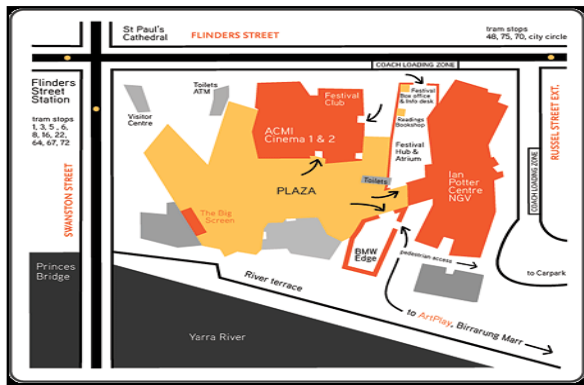 St Paul's
Cathedral
FLINDERS STREET
tram stops
48, 75, 70, city circle
COACH LOADING ZONE
Flinders
Street
Station
tram stops
1, 3, 5 , 6,
8, 16, 22,
64, 67, 72
Toilets
ATM
Visitor
Centre
Festival
Club
ACMI
Cinema 1 & 2
Festival
Box office
& Info desk
Readings
Bookshop
Festival
Hub &
Atrium
Ian
Potter
Centre
NGV
RUSSEL STREET EXT.
COACH LOADING ZONE
SWANSTON STREET
PLAZA
Toilets
The Big
Screen
BMW
Edge
pedestrian access
to Carpark
Princes
Bridge
River terrace
to ArtPlay, Birrarung Marr
Yarra River